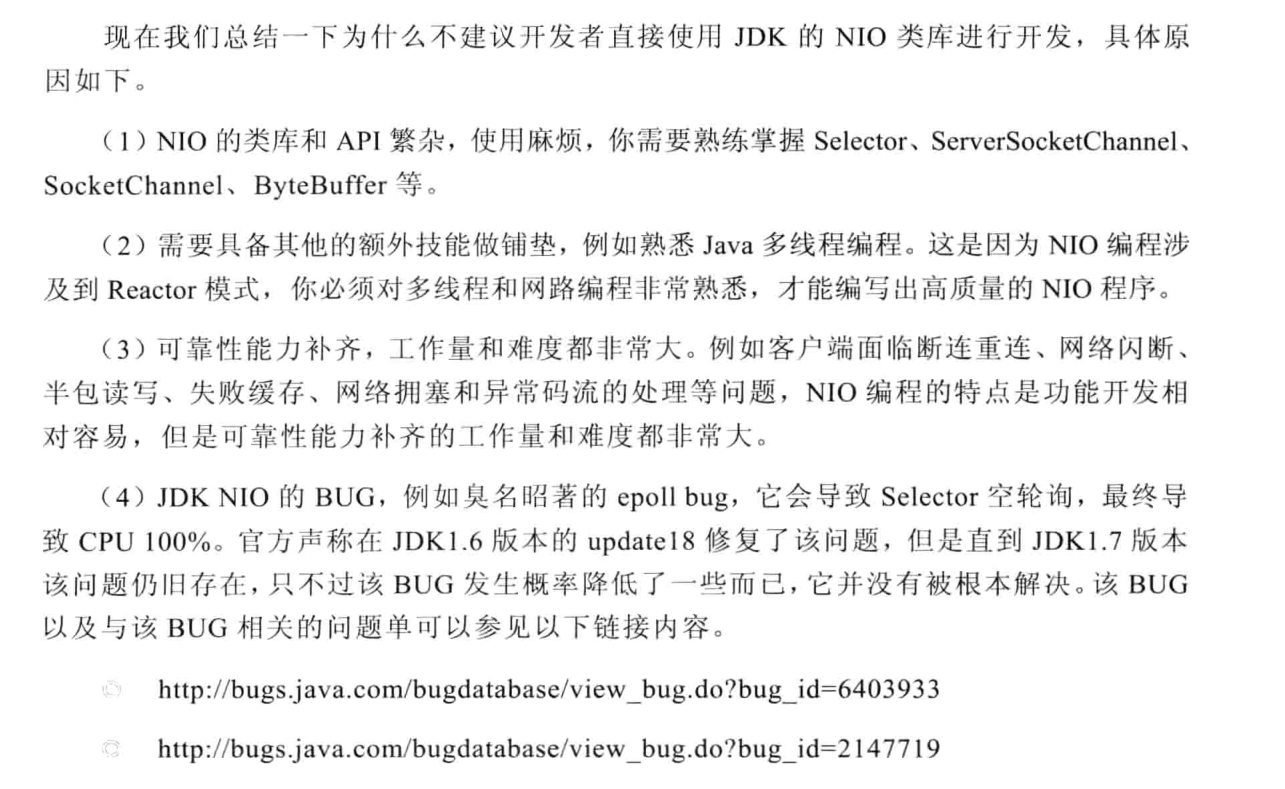 现在我们总结一下为什么不建议开发者直接使用 JDK 的 NIO 类库进行开发，具体原
因如下。
（1）NIO 的类库和 API 繁杂，使用麻烦，你需要熟练掌握 Selector、ServerSocketChannel、
SocketChannel、ByteBuffer 等。
（2）需要具备其他的额外技能做铺垫，例如熟悉 Java 多线程编程。这是因为 NIO 编程涉
及到 Reactor 模式，你必须对多线程和网路编程非常熟悉，才能编写出高质量的 NIO 程序。
（3）可靠性能力补齐，工作量和难度都非常大。例如客户端面临断连重连、网络闪断、
半包读写、失败缓存、网络拥塞和异常码流的处理等问题，NIO 编程的特点是功能开发相
对容易，但是可靠性能力补齐的工作量和难度都非常大。
（4）JDK NIO 的 BUG，例如臭名昭著的 epoll bug，它会导致 Selector 空轮询，最终导
致 CPU 100%。官方声称在 JDK1.6 版本的 update18 修复了该问题，但是直到 JDK1.7 版本
该问题仍旧存在，只不过该 BUG 发生概率降低了一些而已，它并没有被根本解决。该 BUG
以及与该 BUG 相关的问题单可以参见以下链接内容。
http://bugs.java.com/bugdatabase/view_bug.do?bug_id=6403933
http://bugs.java.com/bugdatabase/view_bug.do?bug_id=2147719